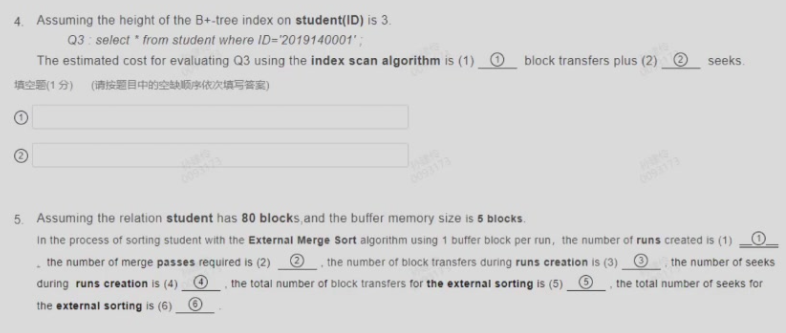 4. Assuming the height of the B+-tree index on student(ID) is 3.
Q3 : select * from student where ID='2019140001' ;
The estimated cost for evaluating Q3 using the index scan algorithm is (1) ① block transfers plus (2) ② seeks.
填空题(1 分) (请按题目中的空缺顺序依次填写答案)
①
②
5. Assuming the relation student has 80 blocks,and the buffer memory size is 5 blocks.
In the process of sorting student with the External Merge Sort algorithm using 1 buffer block per run, the number of runs created is (1) ①
, the number of merge passes required is (2) ② , the number of block transfers during runs creation is (3) ③ , the number of seeks
during runs creation is (4) ④ , the total number of block transfers for the external sorting is (5) ⑤ , the total number of seeks for
the external sorting is (6) ⑥ .